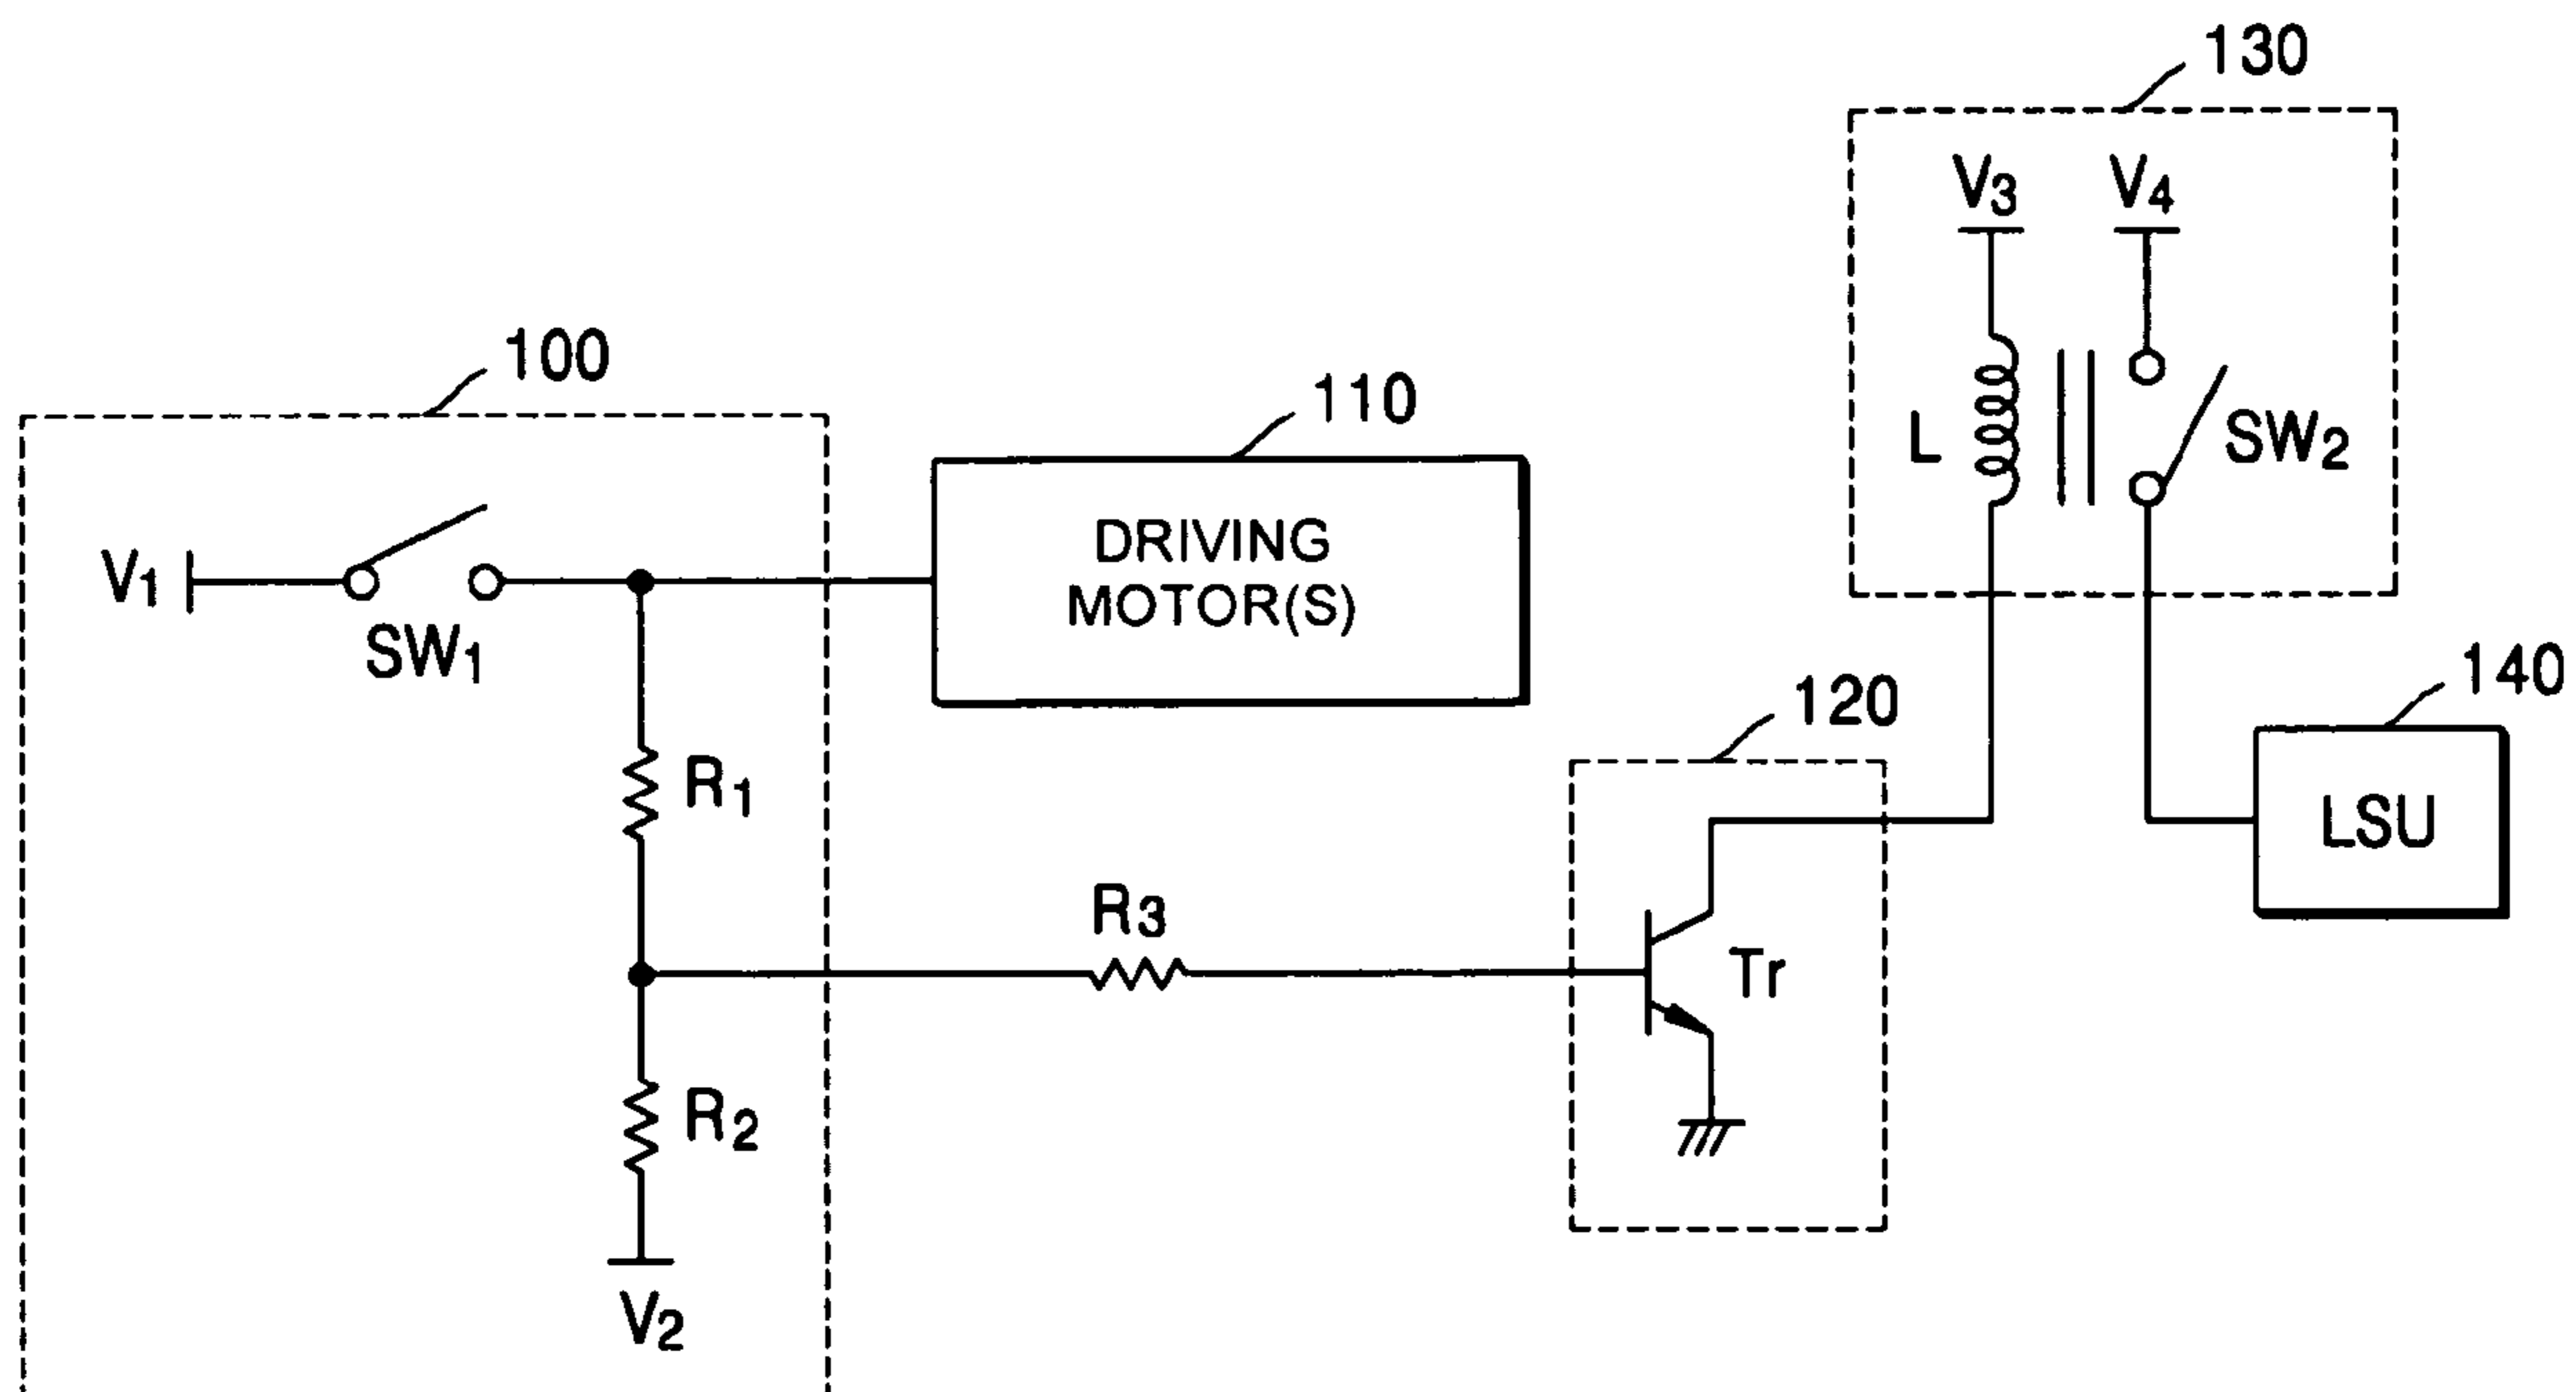 130
V3 V4
100
110
L
SW2
DRIVING
MOTOR(S)
V1
SW1
120
140
R1
LSU
R3
Tr
R2
V2